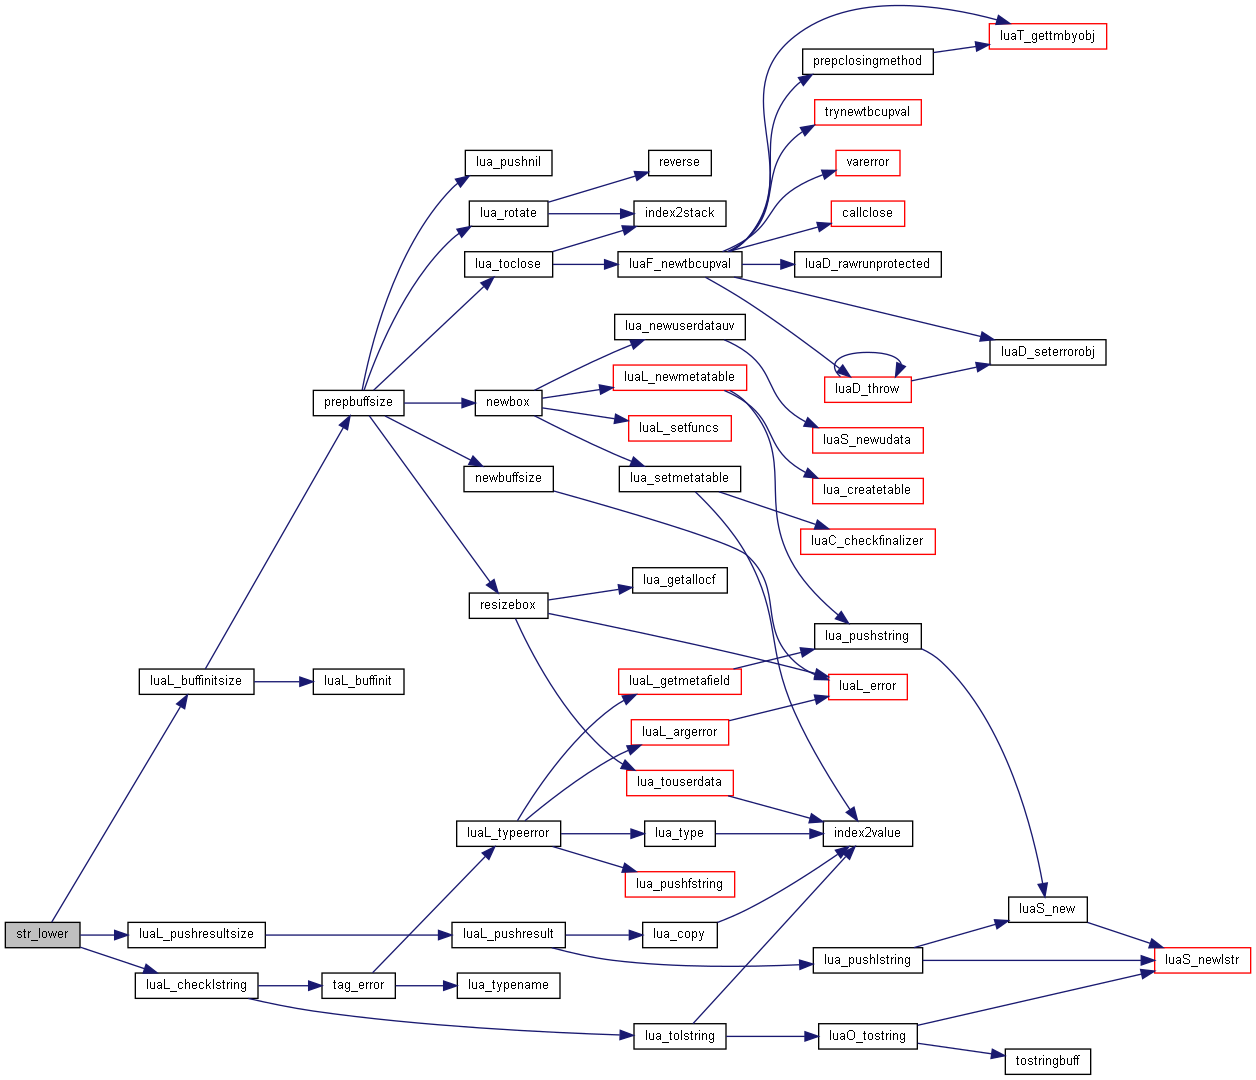 luaT_gettmbyobj
prepclosingmethod
trynewtbcupval
lua_pushnil
reverse
varerror
lua_rotate
index2stack
callclose
lua_toclose
luaF_newtbcupval
luaD_rawrunprotected
lua_newuserdatauv
luaD_seterrorobj
luaL_newmetatable
luaD_throw
prepbuffsize
newbox
luaL_setfuncs
luaS_newudata
newbuffsize
lua_setmetatable
lua_createtable
luaC_checkfinalizer
lua_getallocf
resizebox
lua_pushstring
luaL_buffinitsize
luaL_buffinit
luaL_getmetafield
luaL_error
luaL_argerror
lua_touserdata
luaL_typeerror
lua_type
index2value
lua_pushfstring
luaS_new
str_lower
luaL_pushresultsize
luaL_pushresult
lua_copy
lua_pushlstring
luaS_newlstr
luaL_checklstring
tag_error
lua_typename
lua_tolstring
luaO_tostring
tostringbuff